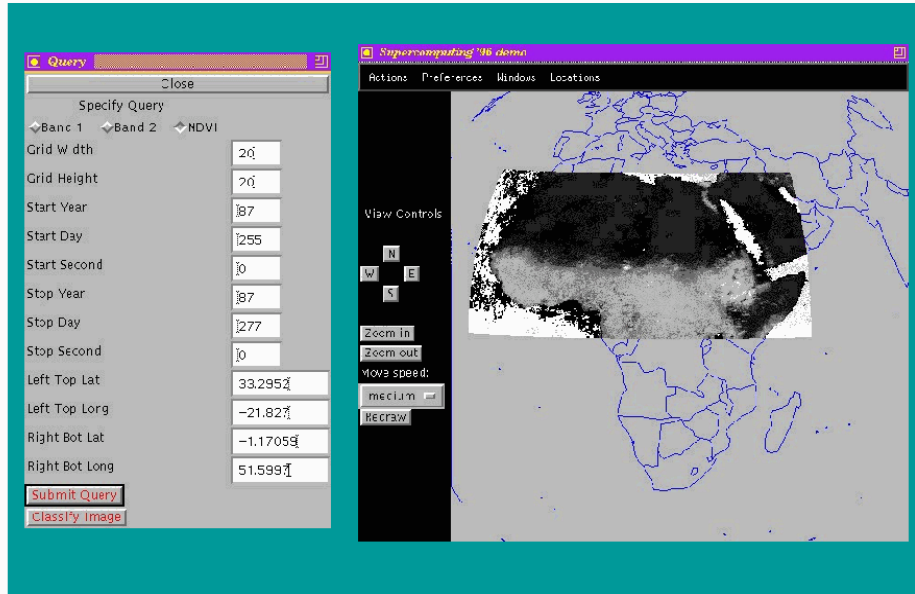 Query
Close
Specify Query
Band 1 Band 2 NDVI
Grid Width 20
Grid Height 20
Start Year 87
Start Day 255
Start Second 0
Stop Year 87
Stop Day 277
Stop Second 0
Left Top Lat 33.2952
Left Top Long -21.827
Right Bot Lat -1.17059
Right Bot Long 51.5997
Submit Query
Classify Image
Supercomputing '96 demo
Actions Preferences Windows Locations
View Controls
N
W E
S
Zoom in
Zoom out
Move speed:
medium
Redraw